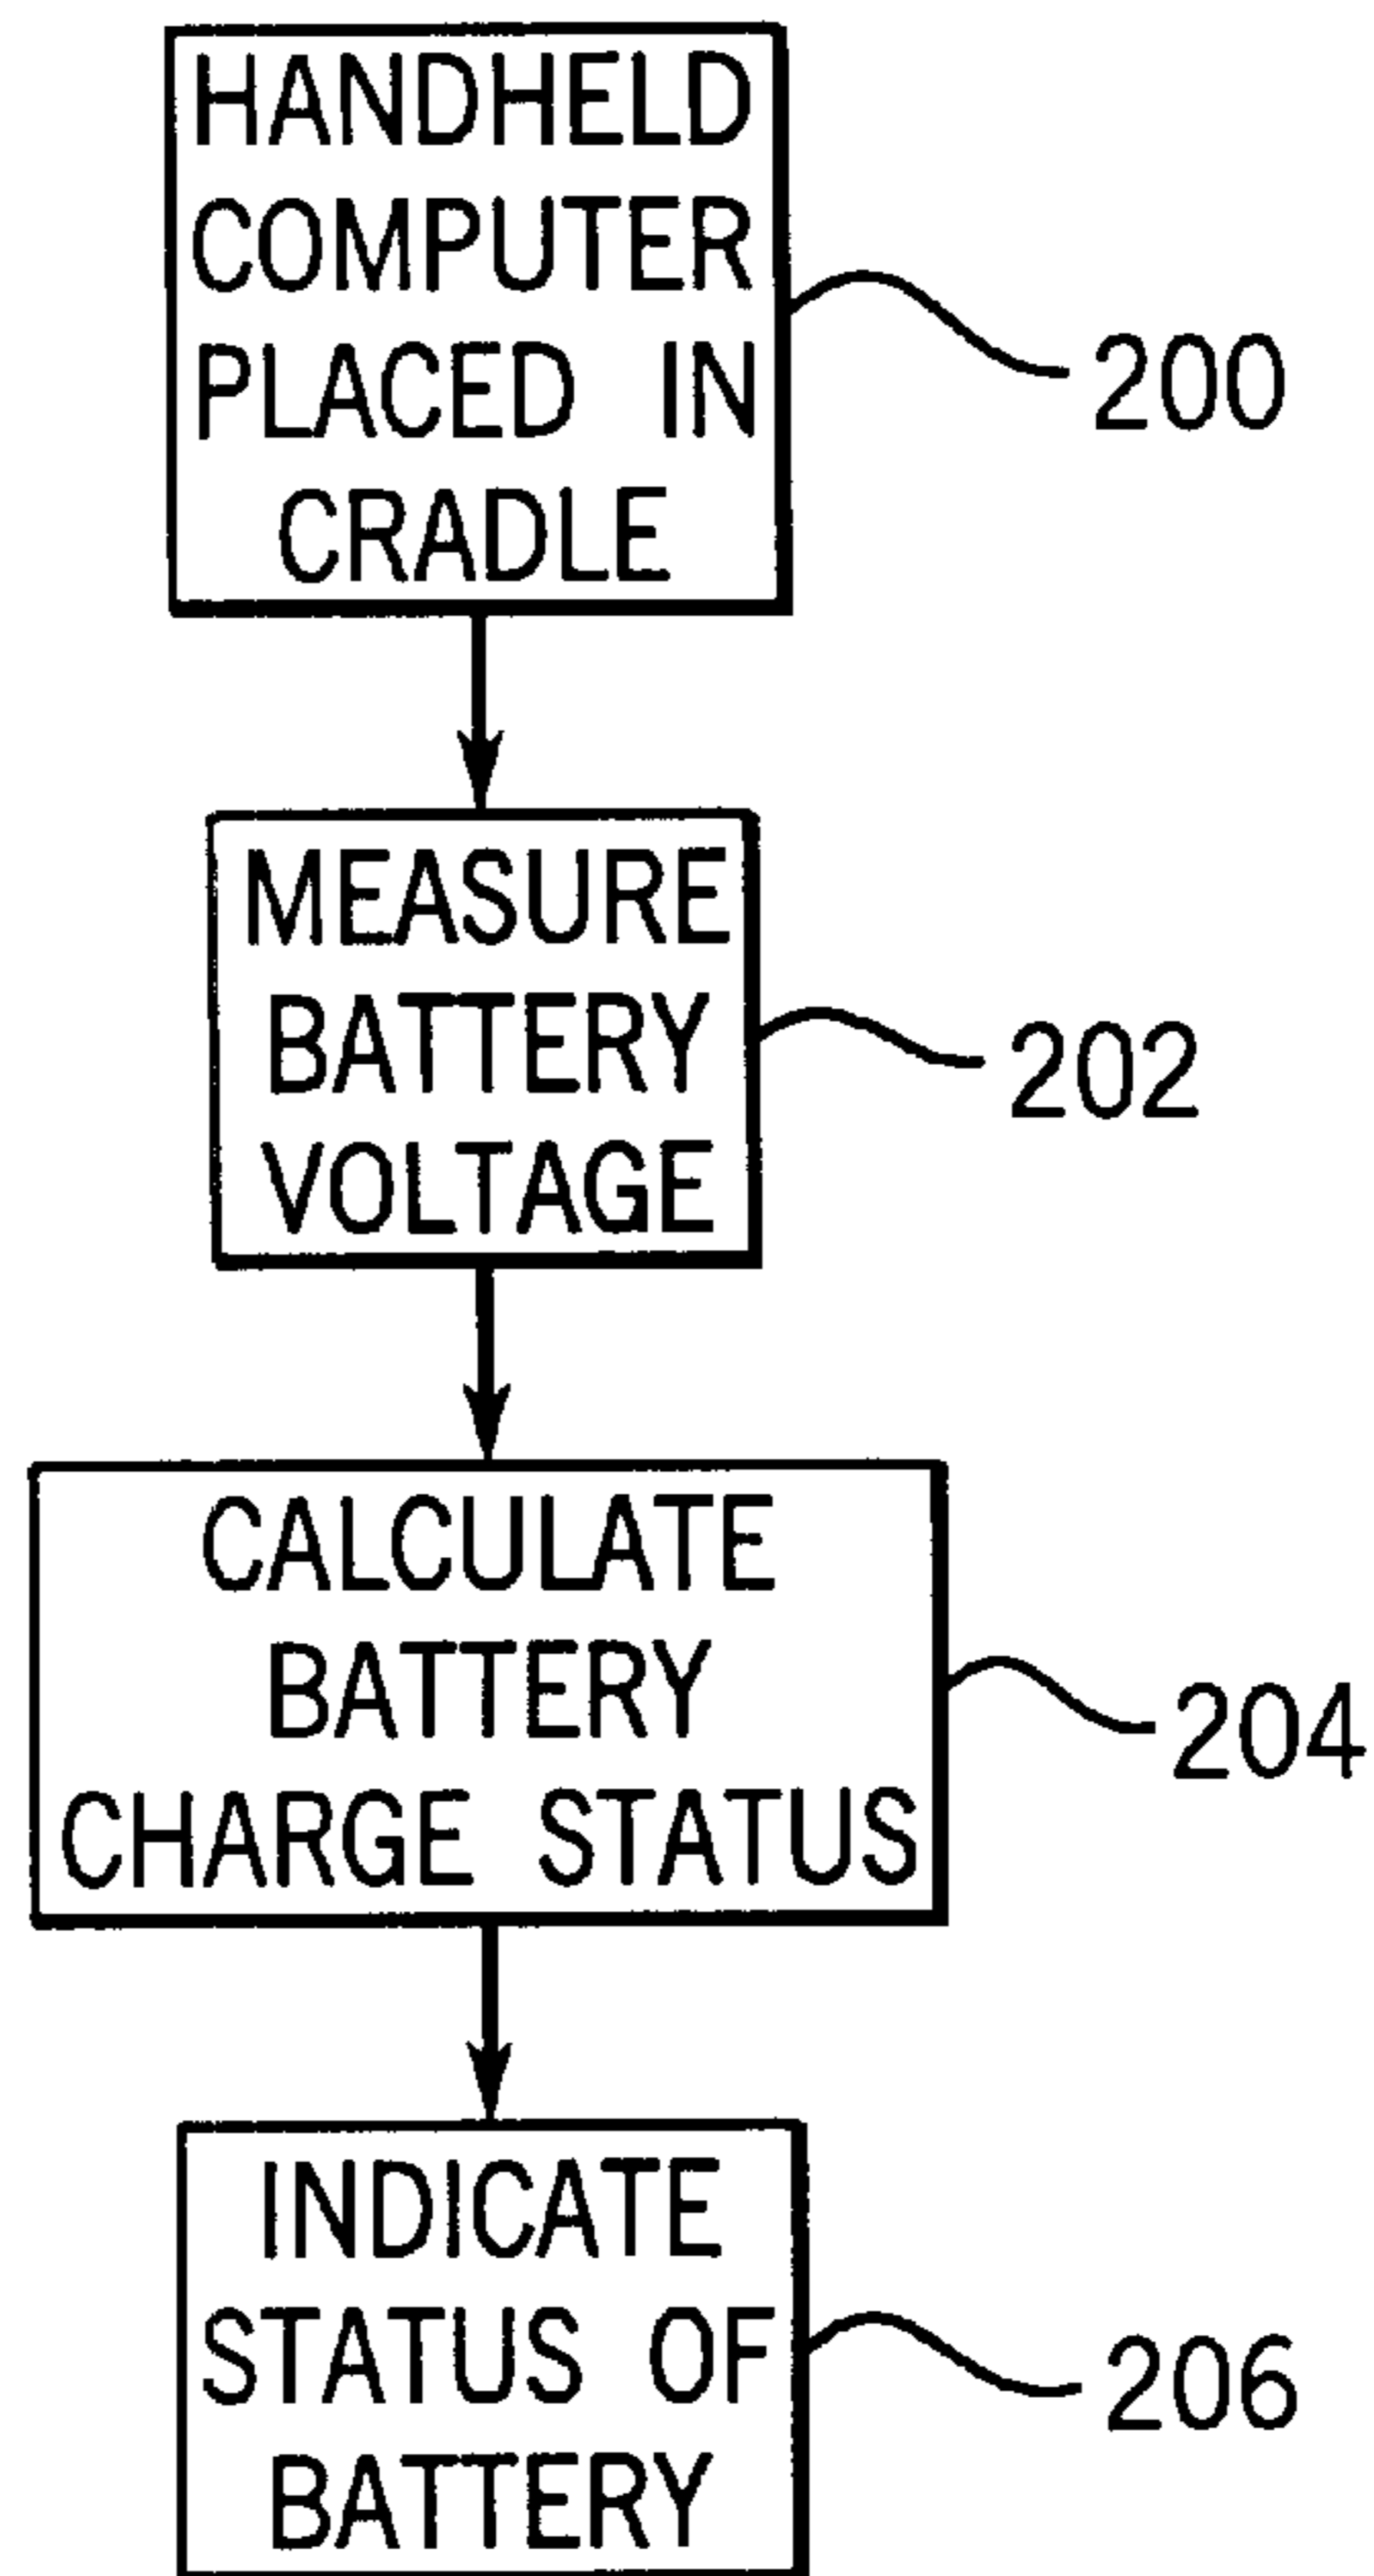 HANDHELD
COMPUTER
PLACED IN
CRADLE
200
MEASURE
BATTERY
VOLTAGE
202
CALCULATE
BATTERY
CHARGE STATUS
204
INDICATE
STATUS OF
BATTERY
206